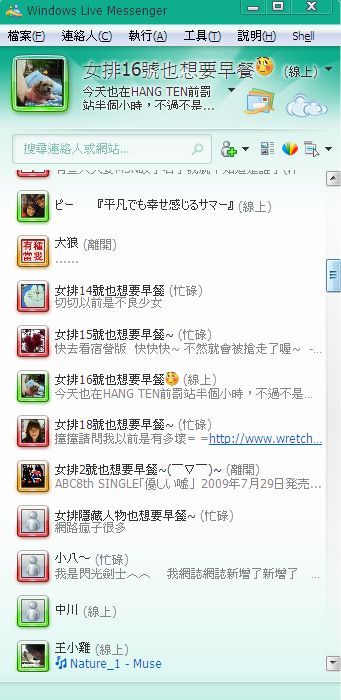 Windows Live Messenger
檔案(F) 連絡人(C) 執行(A) 工具(T) 說明(H) Shell
女排16號也想要早餐 (線上)
今天也在HANG TEN前罰
站半個小時，不過不是...
搜尋連絡人或網站...
ピー 『平凡でも幸せ感じるサマー』 (線上)
有種
當我
大狼 (離開)
......
女排14號也想要早餐 (忙碌)
切切以前是不良少女
女排15號也想要早餐~ (忙碌)
快去看宿營版 快快快~ 不然就會被搶走了喔~ -...
女排16號也想要早餐 (線上)
今天也在HANG TEN前罰站半個小時，不過不是...
女排18號也想要早餐~ (忙碌)
撞撞請問我以前是有多壞= =http://www.wretch...
女排2號也想要早餐~(￣▽￣)~ (離開)
ABC8th SINGLE「優しい嘘」 2009年7月29日発売...
女排隱藏人物也想要早餐~ (忙碌)
網路瘋子很多
小八～ (忙碌)
我是閃光劍士︿︿ 我網誌網誌新增了新增了 ...
中川 (線上)
王小雞 (線上)
Nature_1 - Muse